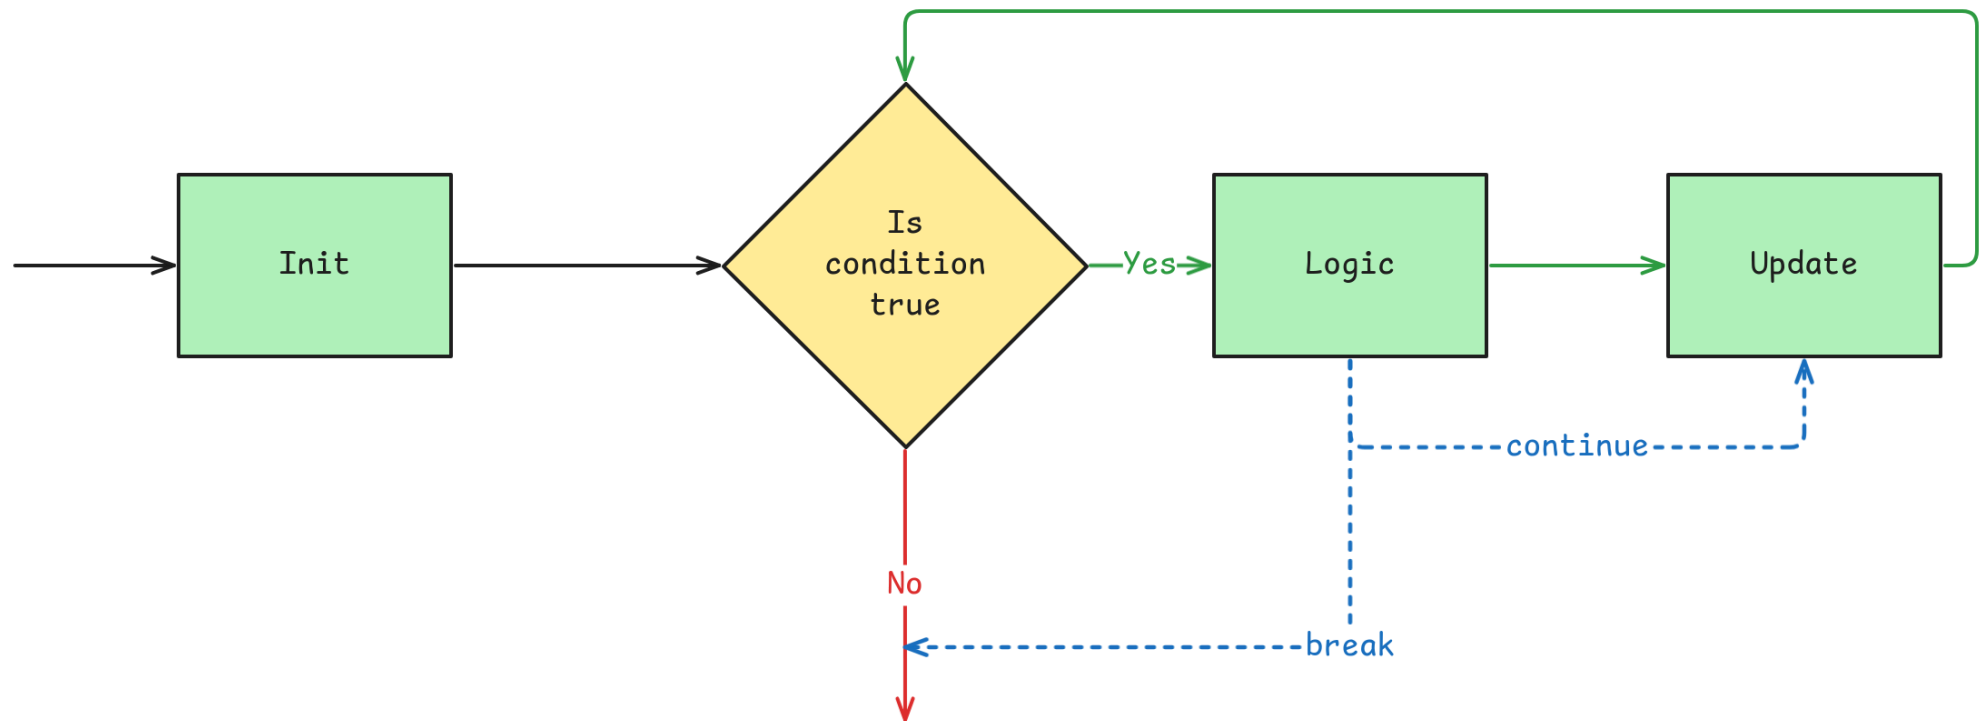 Init
Is
condition
true
Yes
Logic
Update
continue
No
break